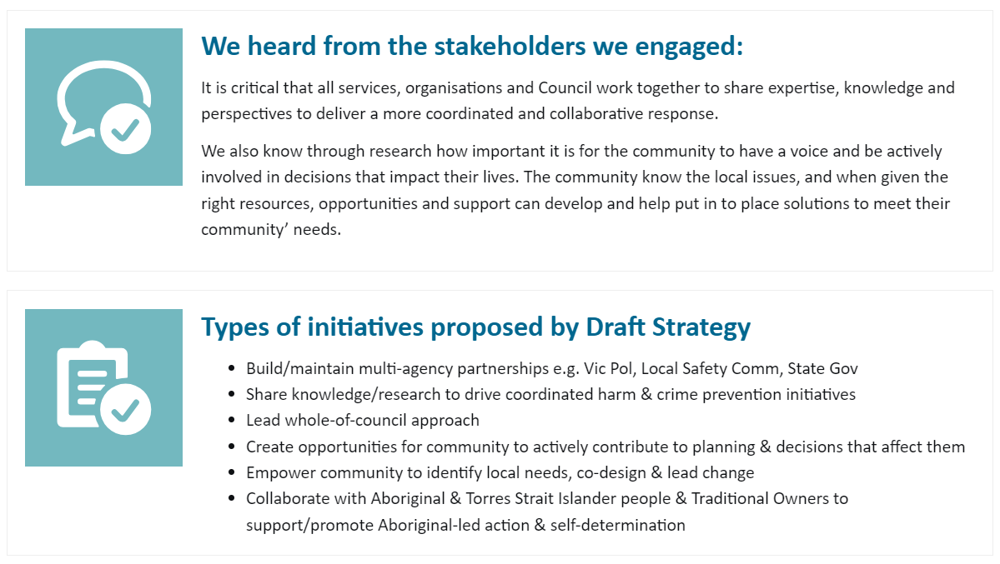 We heard from the stakeholders we engaged:
It is critical that all services, organisations and Council work together to share expertise, knowledge and
perspectives to deliver a more coordinated and collaborative response.
We also know through research how important it is for the community to have a voice and be actively
involved in decisions that impact their lives. The community know the local issues, and when given the
right resources, opportunities and support can develop and help put in to place solutions to meet their
community’ needs.
Types of initiatives proposed by Draft Strategy
• Build/maintain multi-agency partnerships e.g. Vic Pol, Local Safety Comm, State Gov
• Share knowledge/research to drive coordinated harm & crime prevention initiatives
• Lead whole-of-council approach
• Create opportunities for community to actively contribute to planning & decisions that affect them
• Empower community to identify local needs, co-design & lead change
• Collaborate with Aboriginal & Torres Strait Islander people & Traditional Owners to
support/promote Aboriginal-led action & self-determination